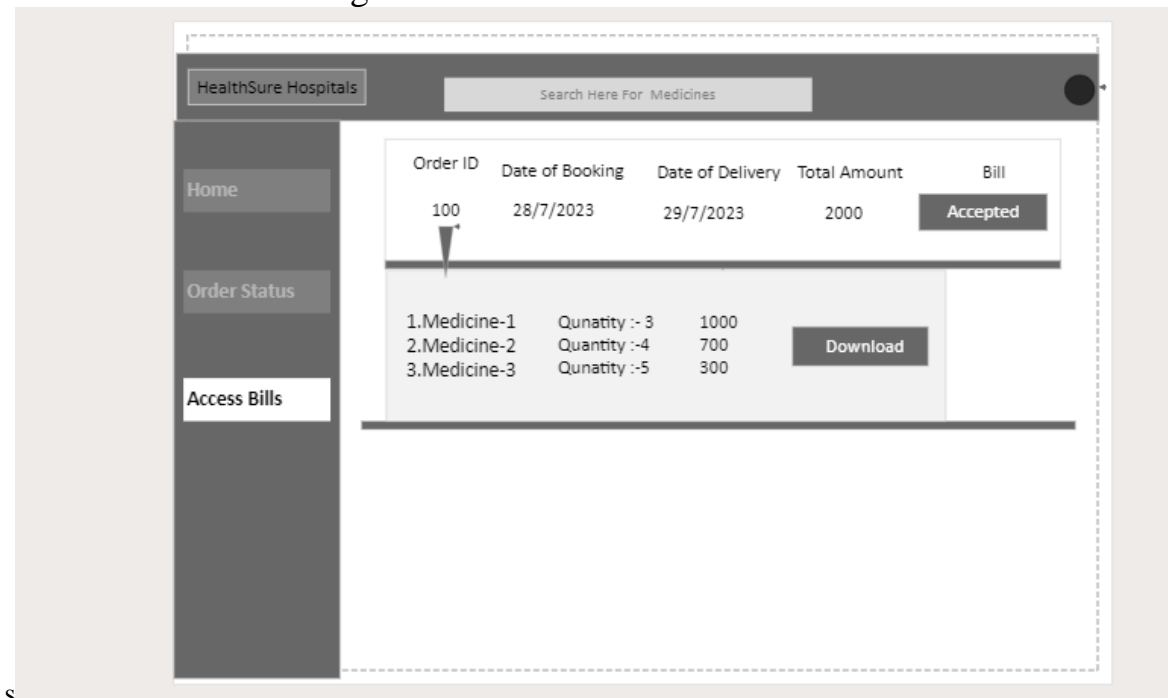 g
HealthSure Hospitals
Search Here For Medicines
Home
Order Status
Access Bills
Order ID Date of Booking Date of Delivery Total Amount Bill
100 28/7/2023 29/7/2023 2000 Accepted
1.Medicine-1 Qunatity :- 3 1000
2.Medicine-2 Quantity :-4 700
3.Medicine-3 Qunatity :-5 300
Download
s